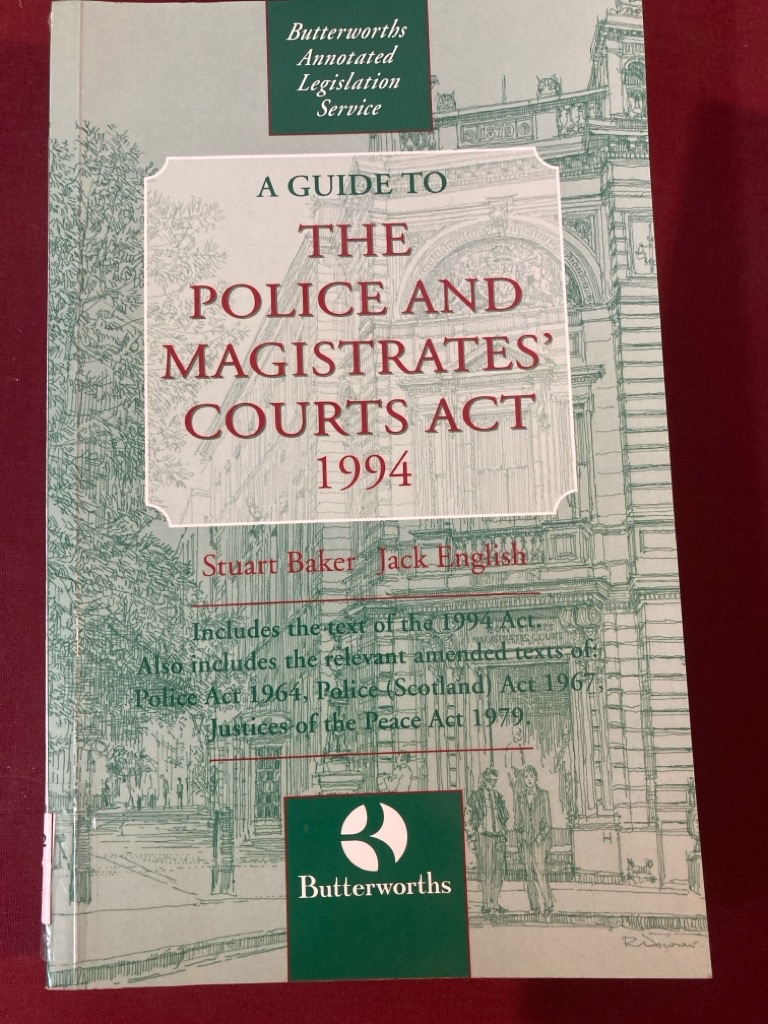 Butterworths
Annotated
Legislation
Service
A GUIDE TO
THE
POLICE AND
MAGISTRATES’
COURTS ACT
1994
Stuart Baker Jack English
Includes the text of the 1994 Act.
Also includes the relevant amended texts of:
Police Act 1964, Police (Scotland) Act 1967,
Justices of the Peace Act 1979.
MAGISTRATES COURT
Butterworths